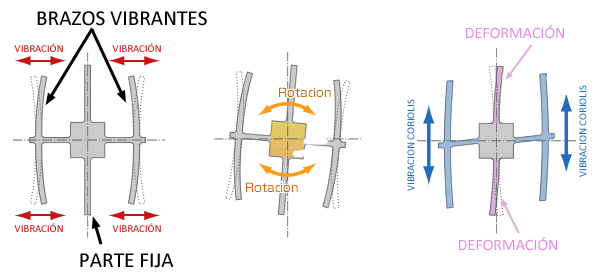 BRAZOS VIBRANTES
VIBRACIÓN
VIBRACIÓN
VIBRACIÓN
VIBRACIÓN
PARTE FIJA
Rotacion
Rotacion
DEFORMACIÓN
VIBRACION CORIOLIS
VIBRACION CORIOLIS
DEFORMACIÓN